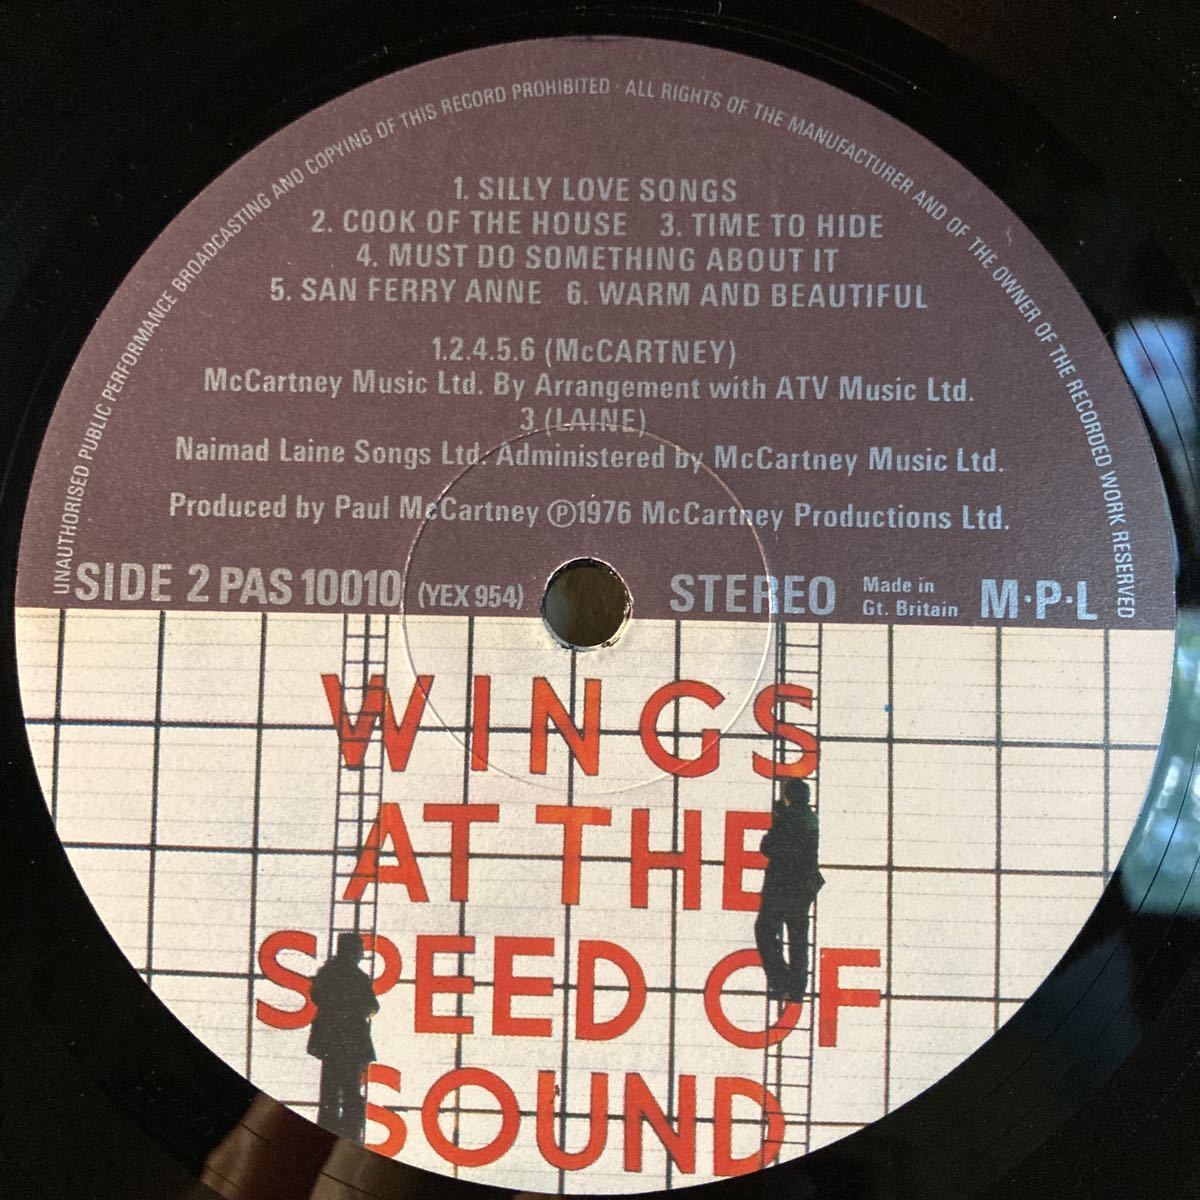 UNAUTHORISED PUBLIC PERFORMANCE BROADCASTING AND COPYING OF THIS RECORD PROHIBITED · ALL RIGHTS OF THE MANUFACTURER AND OF THE OWNER OF THE RECORDED WORK RESERVED
1. SILLY LOVE SONGS
2. COOK OF THE HOUSE 3. TIME TO HIDE
4. MUST DO SOMETHING ABOUT IT
5. SAN FERRY ANNE 6. WARM AND BEAUTIFUL
1.2.4.5.6 (McCARTNEY)
McCartney Music Ltd. By Arrangement with ATV Music Ltd.
3 (LAINE)
Naimad Laine Songs Ltd. Administered by McCartney Music Ltd.
Produced by Paul McCartney ℗1976 McCartney Productions Ltd.
SIDE 2 PAS 10010 (YEX 954) STEREO Made in Gt. Britain M·P·L
WINGS
AT THE
SPEED OF
SOUND